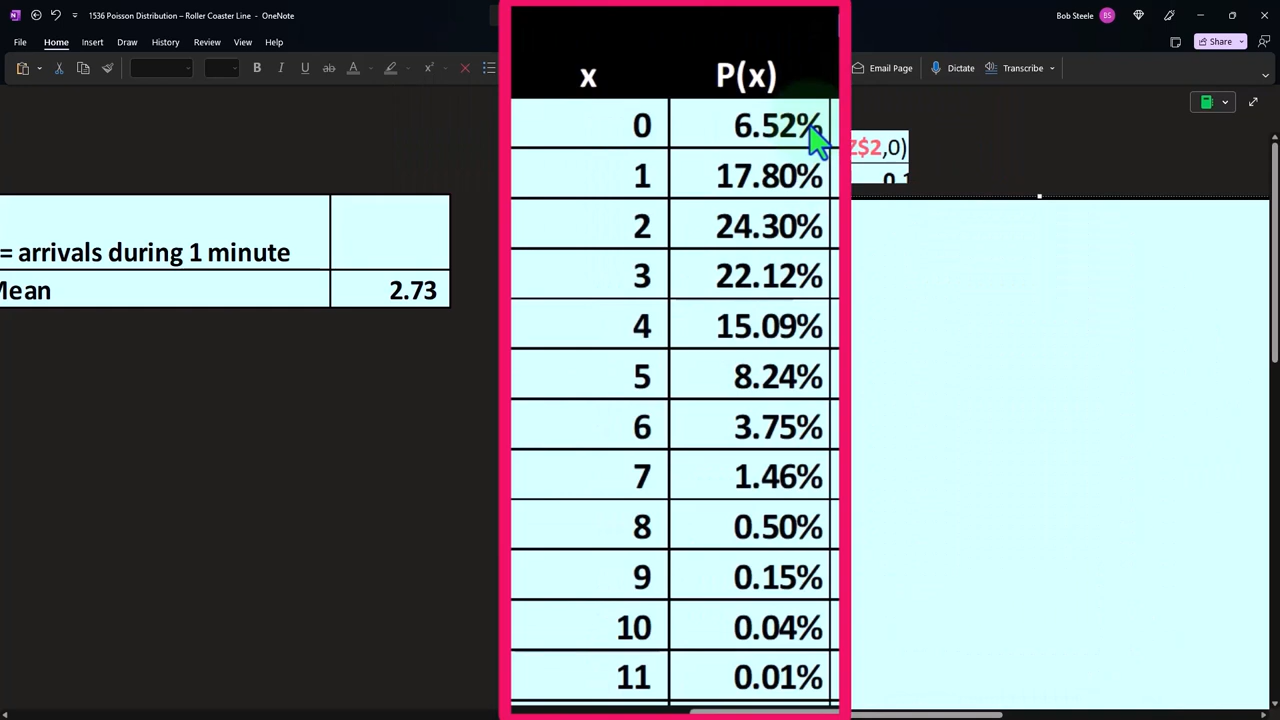 1536 Poisson Distribution – Roller Coaster Line - OneNote
Bob Steele BS
File Home Insert Draw History Review View Help
Share
B I U ab A x²
Email Page Dictate Transcribe
x P(x)
0 6.52%
Z$2,0)
1 17.80%
2 24.30%
= arrivals during 1 minute
3 22.12%
Mean 2.73
4 15.09%
5 8.24%
6 3.75%
7 1.46%
8 0.50%
9 0.15%
10 0.04%
11 0.01%